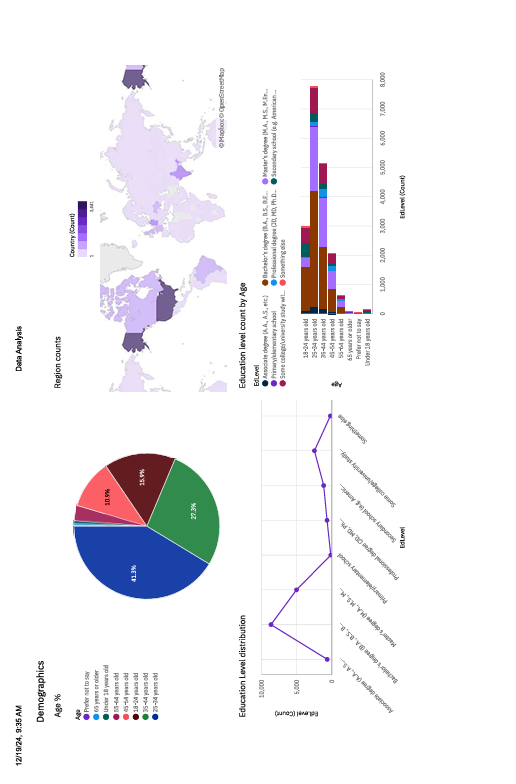 12/19/24, 9:35 AM
Data Analysis
Demographics
Age %
Age
Prefer not to say
65 years or older
Under 18 years old
55-64 years old
45-54 years old
18-24 years old
35-44 years old
25-34 years old
41.3%
27.3%
15.9%
10.9%
Region counts
Country (Count)
1
© Mapbox © OpenStreetMap
Education Level distribution
EdLevel (Count)
10,000
5,000
0
Associate degree (A.A., A.S...
Bachelor's degree (B.A., B.S., B...
Master's degree (M.A., M.S., M...
Primary/elementary school
Professional degree (JD, MD, Ph...
Secondary school (e.g. Americ...
Some college/university study...
Something else
EdLevel
Education level count by Age
EdLevel
Associate degree (A.A., A.S., etc.)
Bachelor's degree (B.A., B.S., B.E...
Master's degree (M.A., M.S., M.En...
Primary/elementary school
Professional degree (JD, MD, Ph.D...
Secondary school (e.g. American ...
Some college/university study wit...
Something else
Age
18-24 years old
25-34 years old
35-44 years old
45-54 years old
55-64 years old
65 years or older
Prefer not to say
Under 18 years old
0
1,000
2,000
3,000
4,000
5,000
6,000
7,000
8,000
EdLevel (Count)